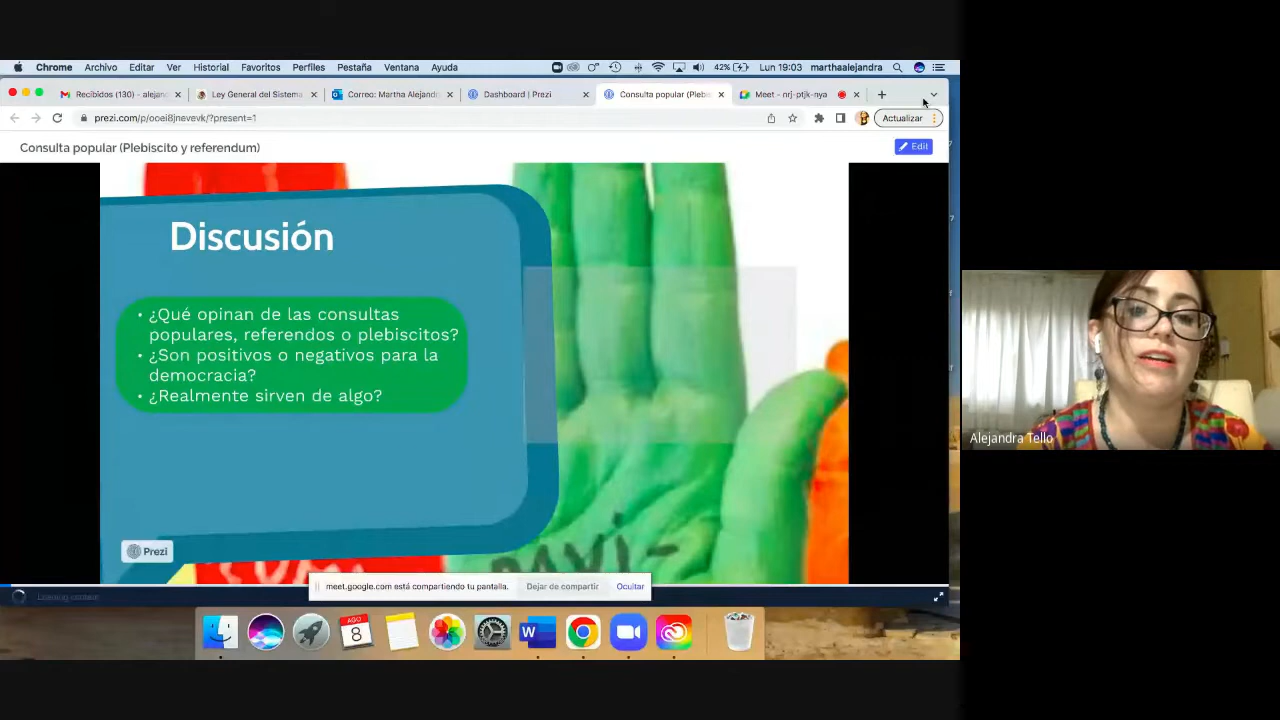 Chrome Archivo Editar Ver Historial Favoritos Perfiles Pestaña Ventana Ayuda 42% Lun 19:03 marthaalejandra
Recibidos (130) - alejand Ley General del Sistema Correo: Martha Alejandr Dashboard | Prezi Consulta popular (Plebi Meet - nrj-ptjk-nya
prezi.com/p/ooei8jnevevk/?present=1 Actualizar
Consulta popular (Plebiscito y referendum) Edit
Discusión
• ¿Qué opinan de las consultas
populares, referendos o plebiscitos?
• ¿Son positivos o negativos para la
democracia?
• ¿Realmente sirven de algo?
Alejandra Tello
Prezi
meet.google.com está compartiendo tu pantalla. Dejar de compartir Ocultar
AGO
8
W